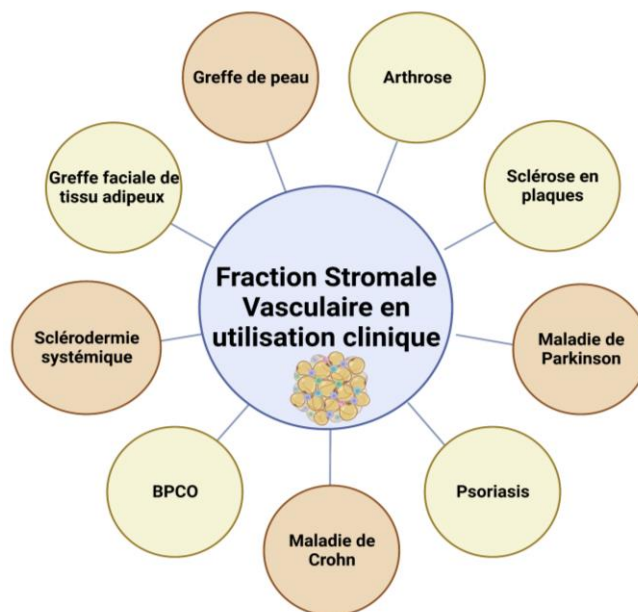 Greffe de peau
Arthrose
Greffe faciale de
tissu adipeux
Sclérose en
plaques
Fraction Stromale
Vasculaire en
utilisation clinique
Sclérodermie
systémique
Maladie de
Parkinson
BPCO
Psoriasis
Maladie de
Crohn